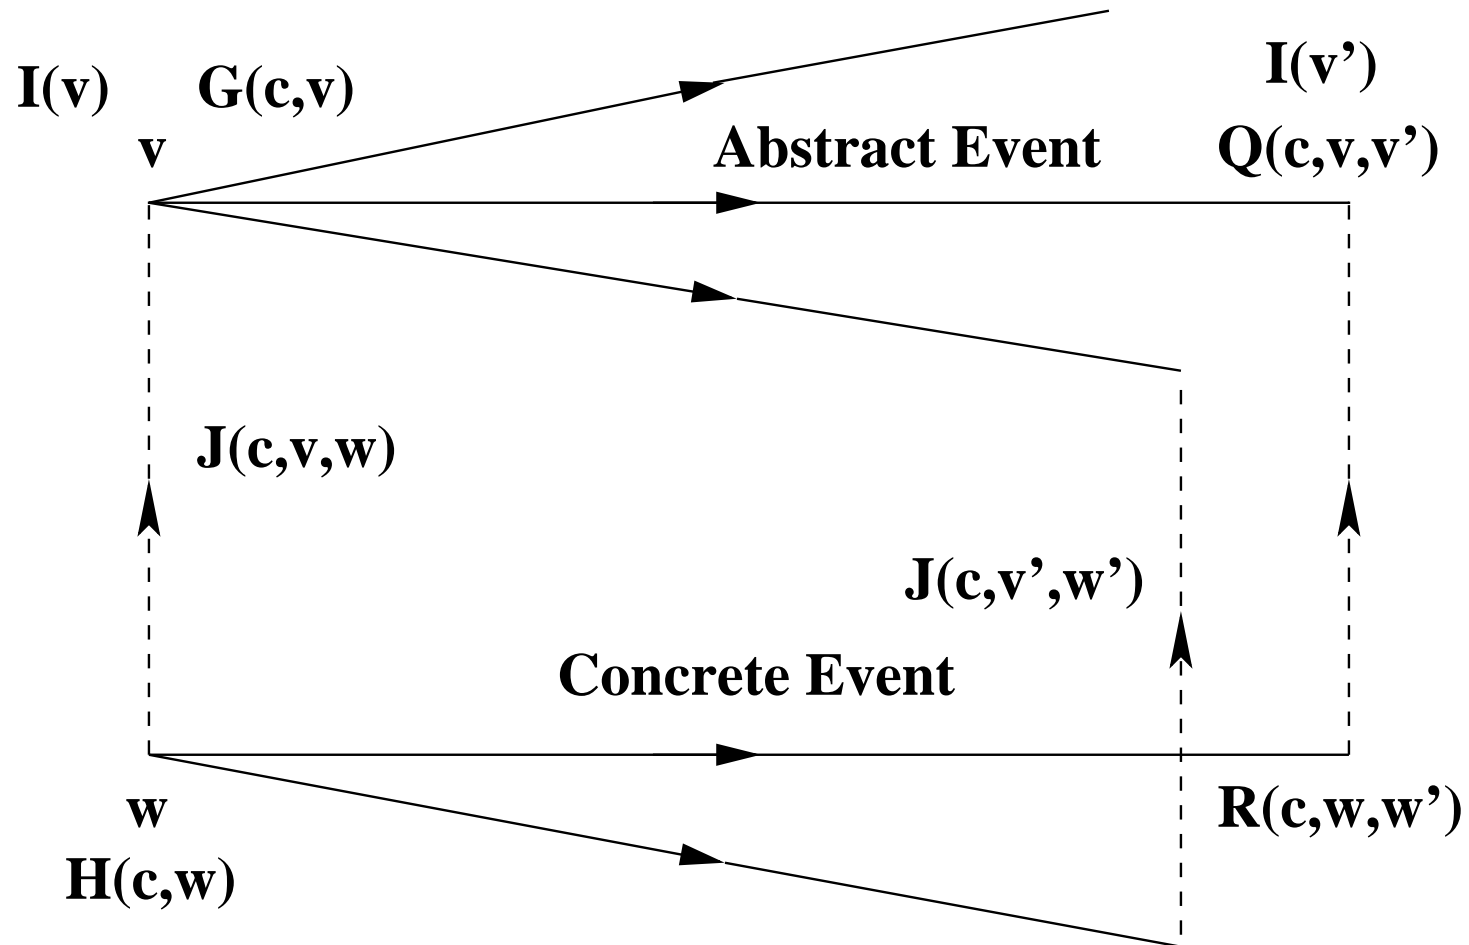 I(v) G(c,v)
I(v’)
v
Abstract Event
Q(c,v,v’)
J(c,v,w)
J(c,v’,w’)
Concrete Event
w
R(c,w,w’)
H(c,w)